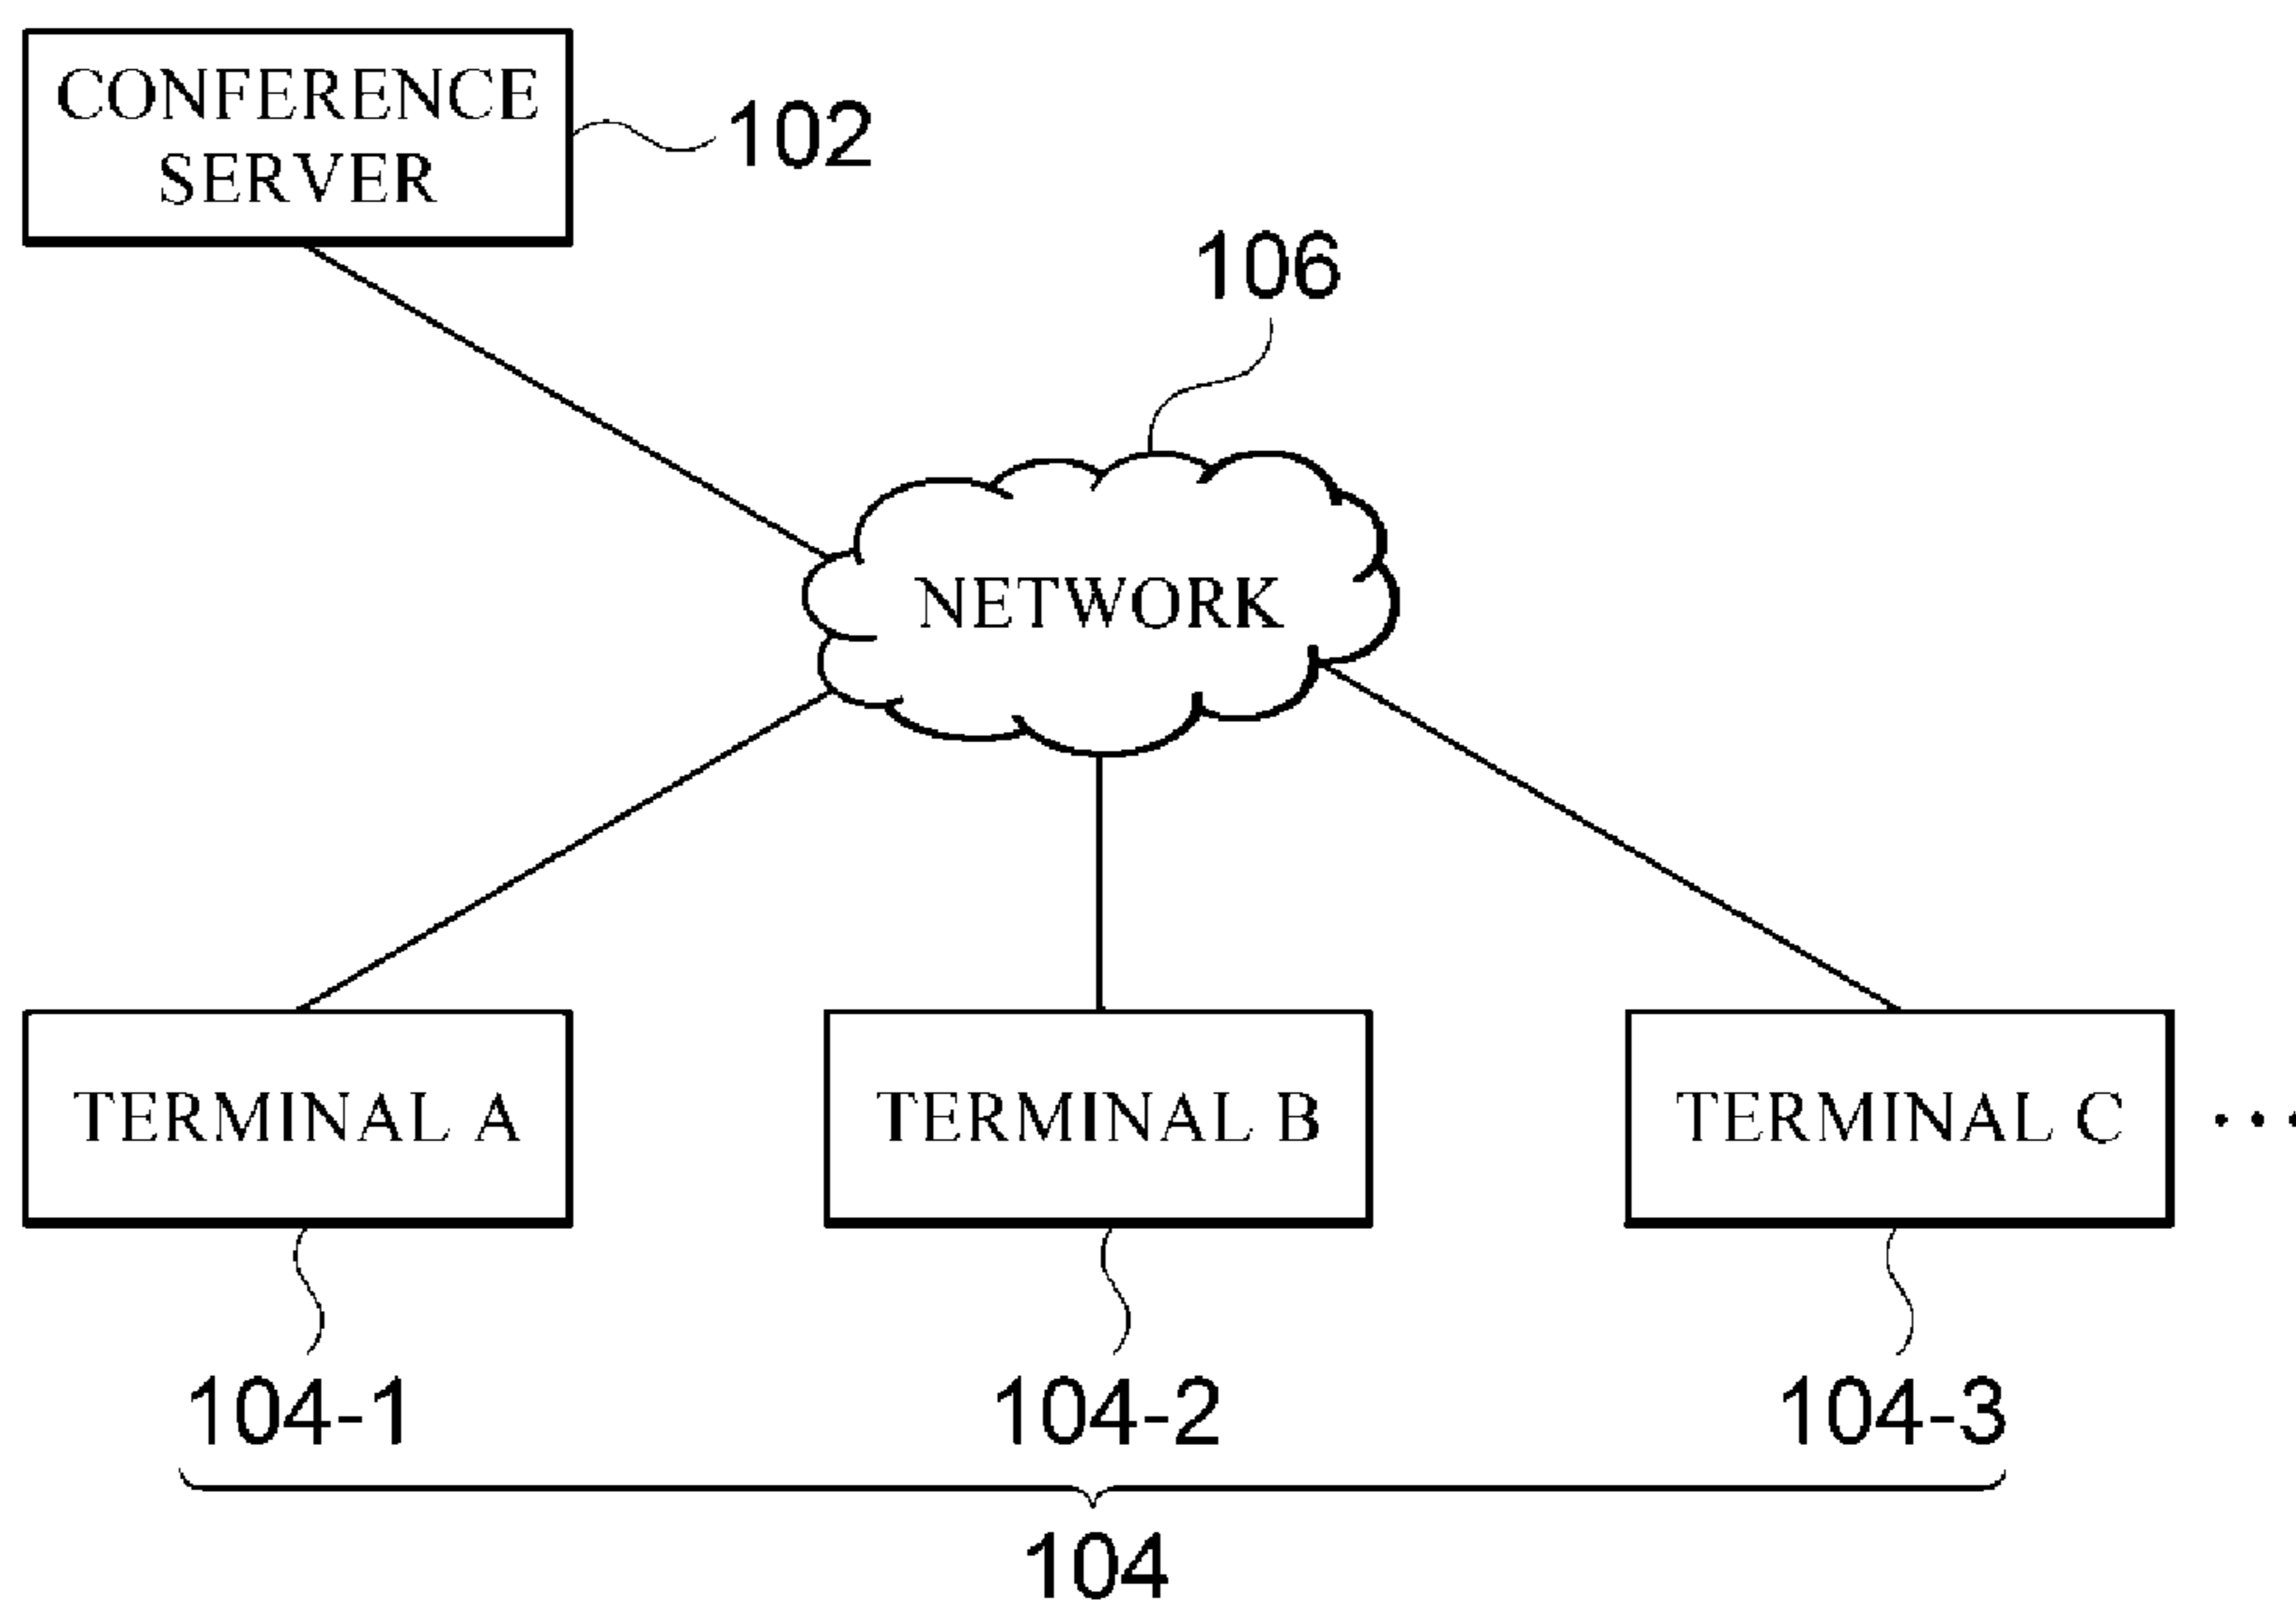 CONFERENCE
SERVER
102
106
NETWORK
TERMINAL A
TERMINAL B
TERMINAL C
...
104-1
104-2
104-3
104